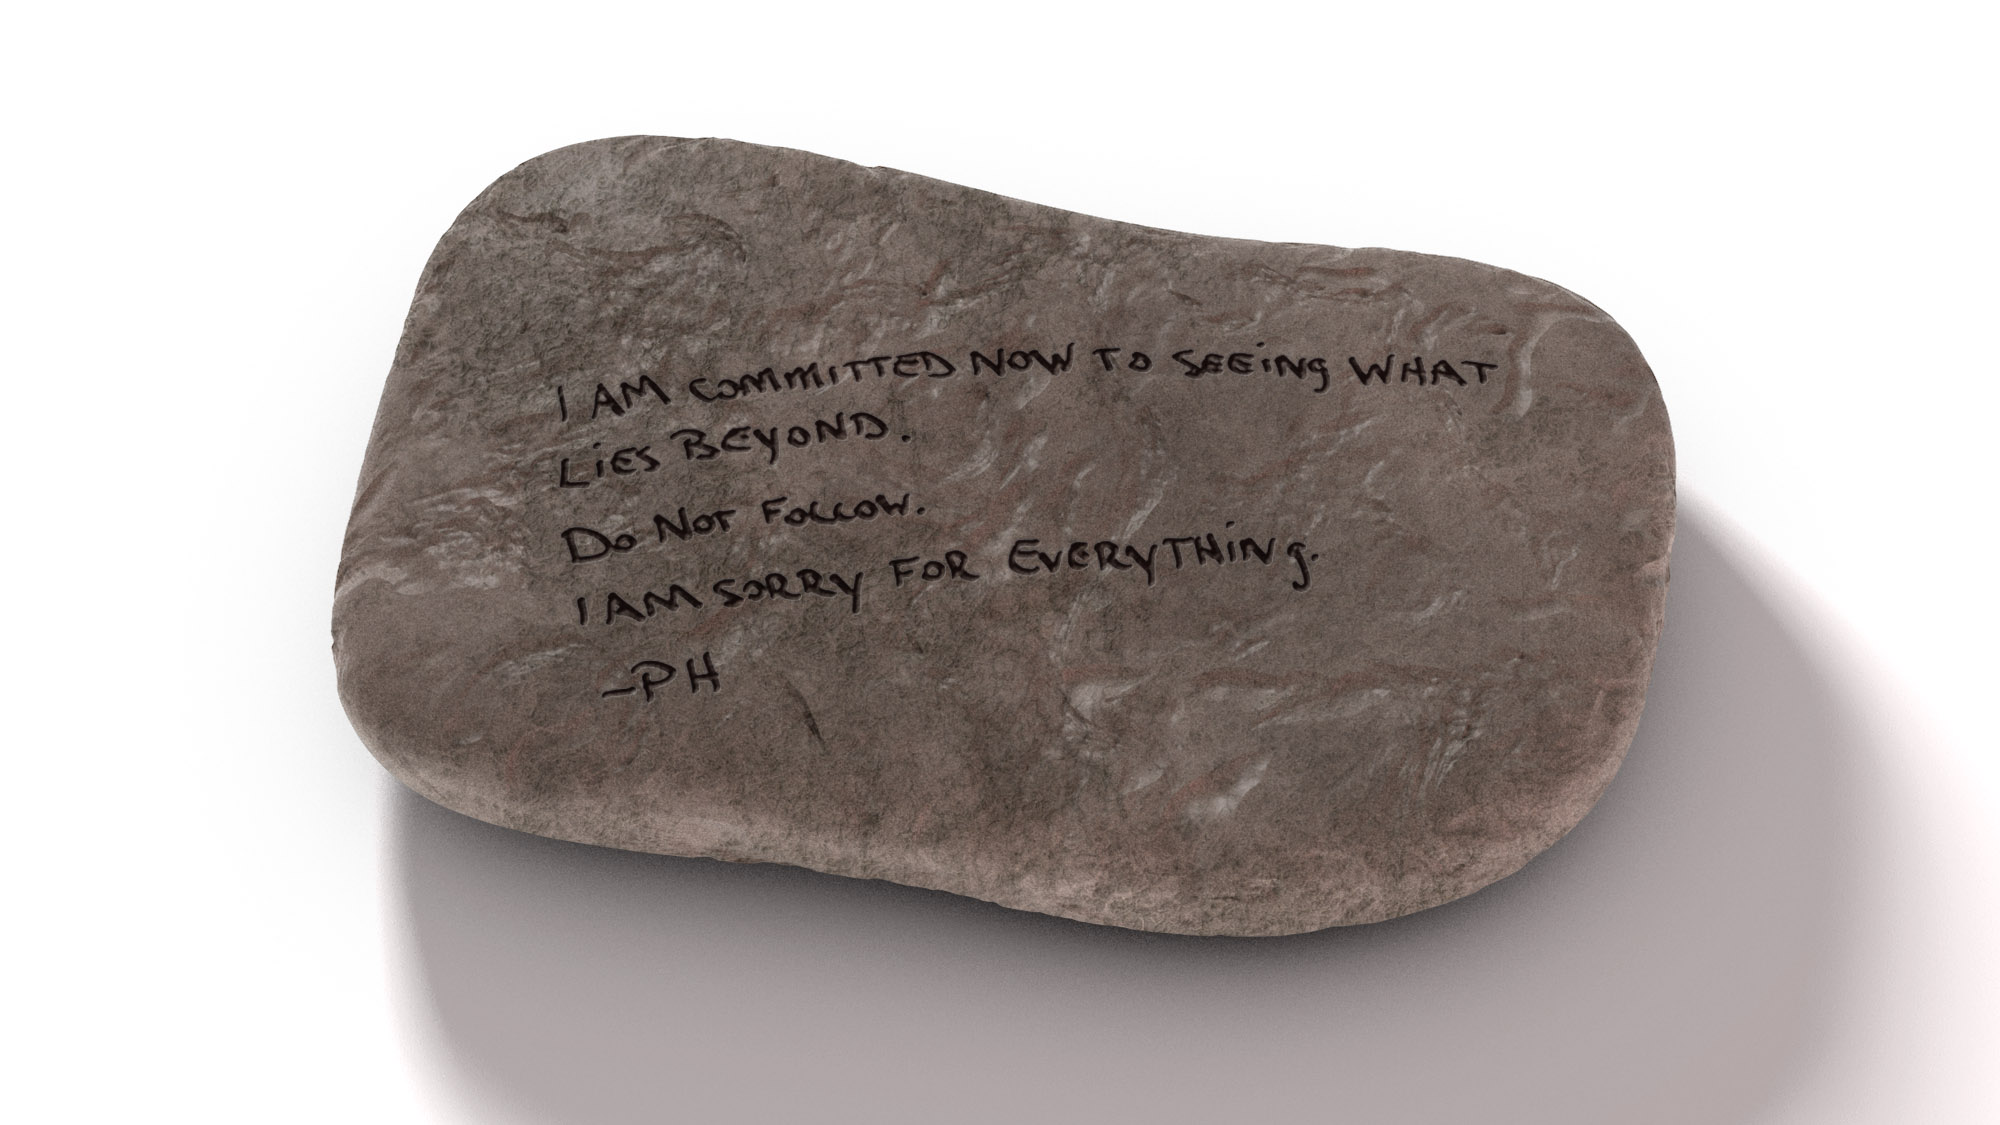 I AM COMMITTED NOW TO SEEING WHAT
LIES BEYOND.
DO NOT FOLLOW.
I AM SORRY FOR EVERYTHING.
-PH